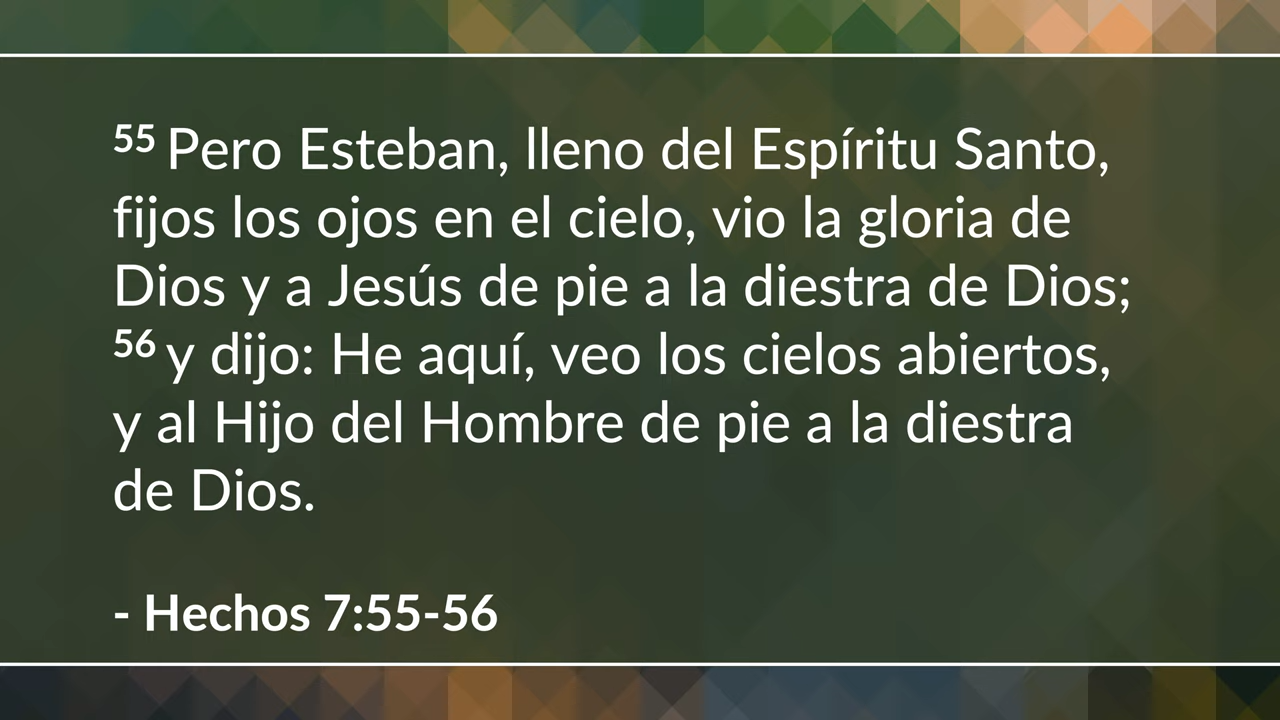 55 Pero Esteban, lleno del Espíritu Santo,
fijos los ojos en el cielo, vio la gloria de
Dios y a Jesús de pie a la diestra de Dios;
56 y dijo: He aquí, veo los cielos abiertos,
y al Hijo del Hombre de pie a la diestra
de Dios.
- Hechos 7:55-56